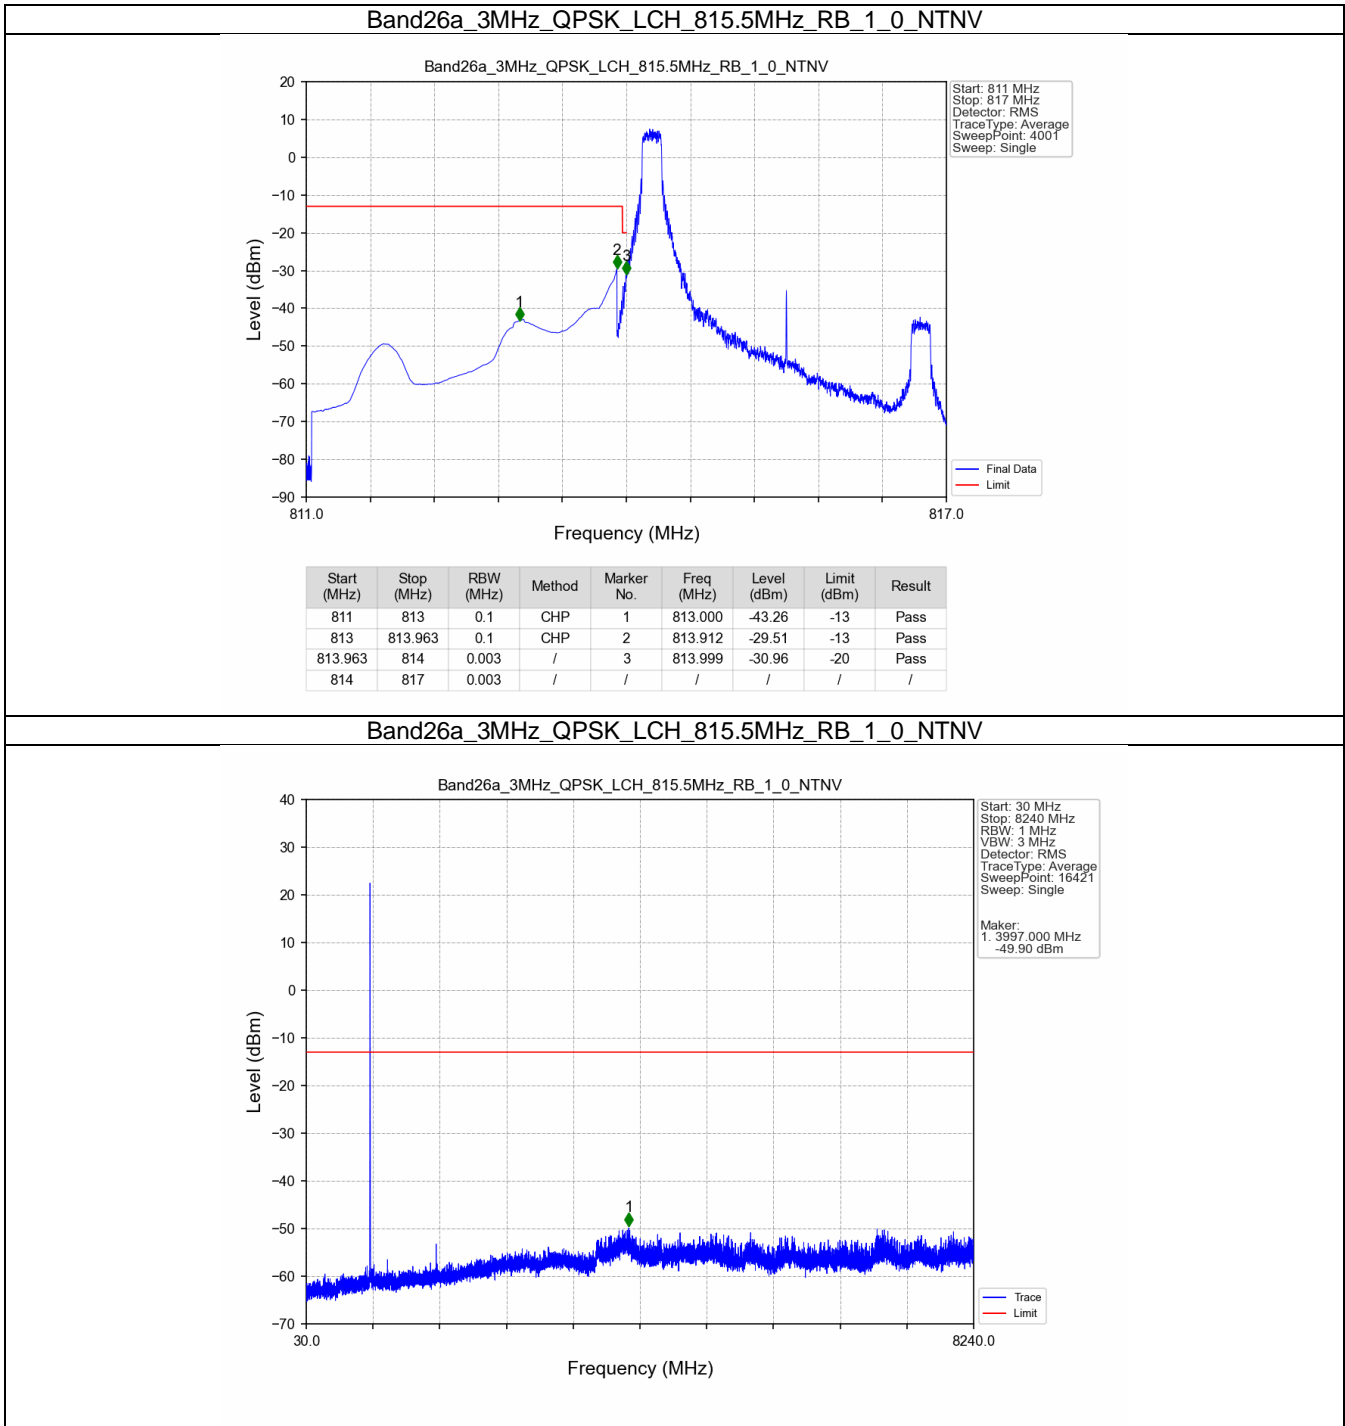 Band26a_3MHz_QPSK_LCH_815.5MHz_RB_1_0_NTNV
Band26a_3MHz_QPSK_LCH_815.5MHz_RB_1_0_NTNV
20
10
0
−10
−20
−30
−40
−50
−60
−70
−80
−90
Level (dBm)
1
2
3
811.0
817.0
Frequency (MHz)
Start: 811 MHz
Stop: 817 MHz
Detector: RMS
TraceType: Average
SweepPoint: 4001
Sweep: Single
Final Data
Limit
Start (MHz) Stop (MHz) RBW (MHz) Method Marker No. Freq (MHz) Level (dBm) Limit (dBm) Result
811 813 0.1 CHP 1 813.000 -43.26 -13 Pass
813 813.963 0.1 CHP 2 813.912 -29.51 -13 Pass
813.963 814 0.003 / 3 813.999 -30.96 -20 Pass
814 817 0.003 / / / / / /
Band26a_3MHz_QPSK_LCH_815.5MHz_RB_1_0_NTNV
Band26a_3MHz_QPSK_LCH_815.5MHz_RB_1_0_NTNV
40
30
20
10
0
−10
−20
−30
−40
−50
−60
−70
Level (dBm)
1
30.0
8240.0
Frequency (MHz)
Start: 30 MHz
Stop: 8240 MHz
RBW: 1 MHz
VBW: 3 MHz
Detector: RMS
TraceType: Average
SweepPoint: 16421
Sweep: Single
Maker:
1. 3997.000 MHz
-49.90 dBm
Trace
Limit